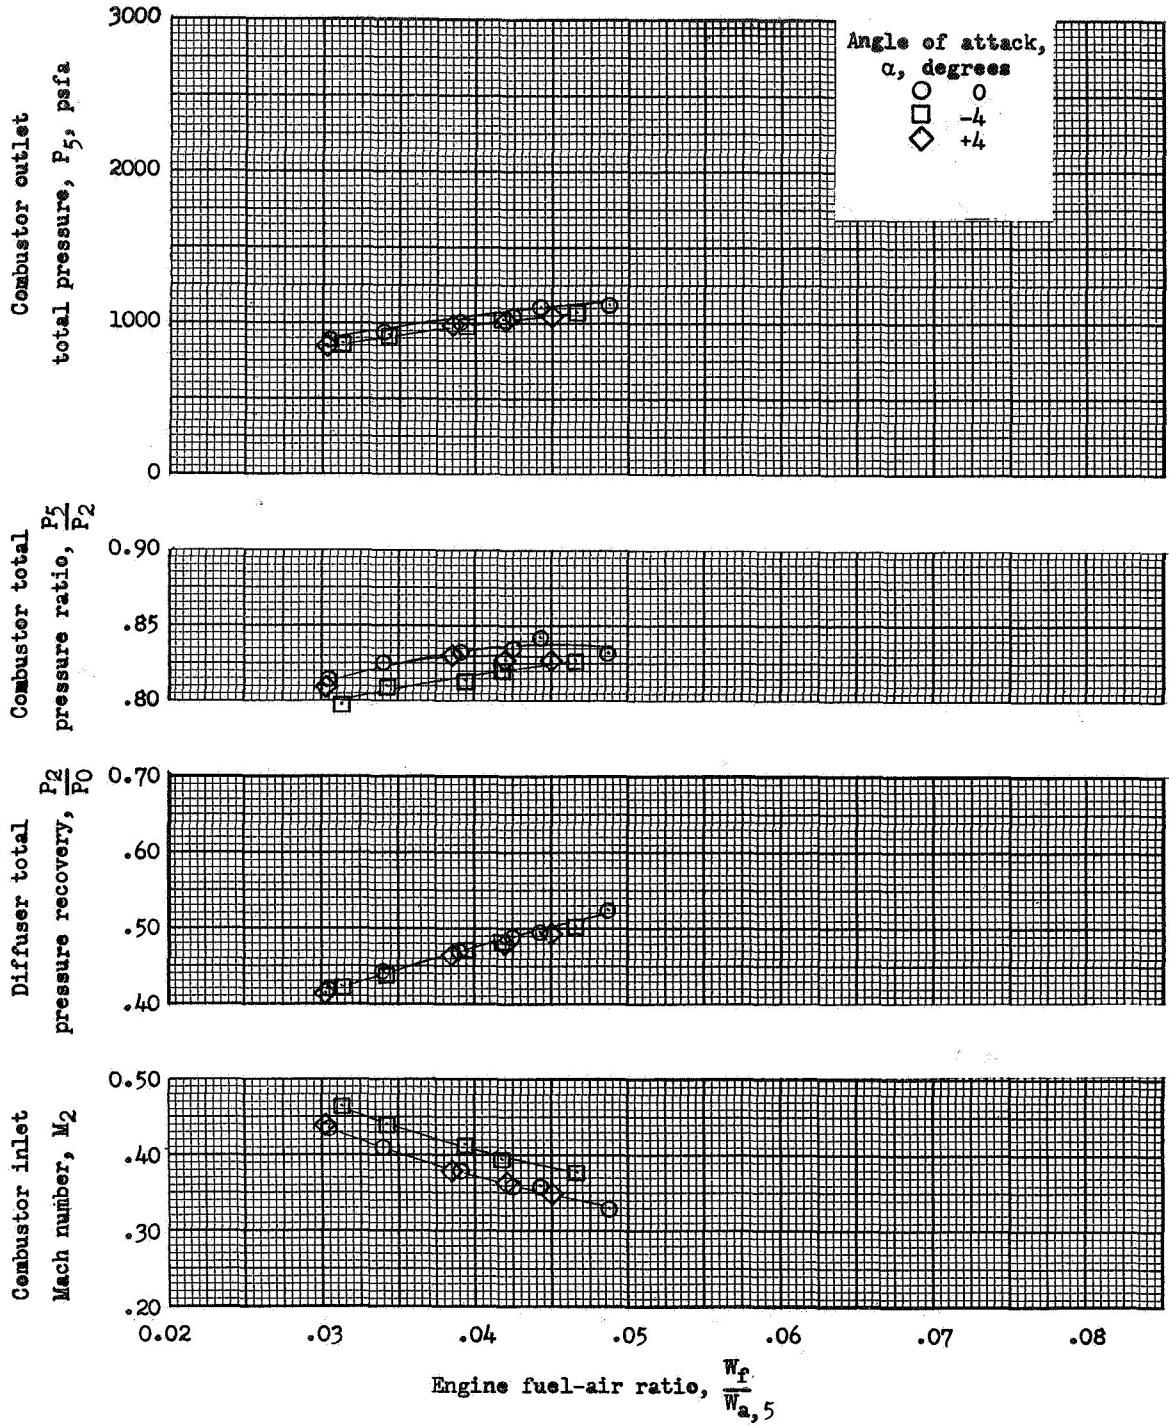 Angle of attack,
α, degrees
0
-4
+4
Combustor outlet
total pressure, P5, psfa
3000
2000
1000
0
Combustor total
pressure ratio, P5/P2
0.90
.85
.80
Diffuser total
pressure recovery, P2/P0
0.70
.60
.50
.40
Combustor inlet
Mach number, M2
0.50
.40
.30
.20
0.02 .03 .04 .05 .06 .07 .08
Engine fuel-air ratio, Wf/Wa,5